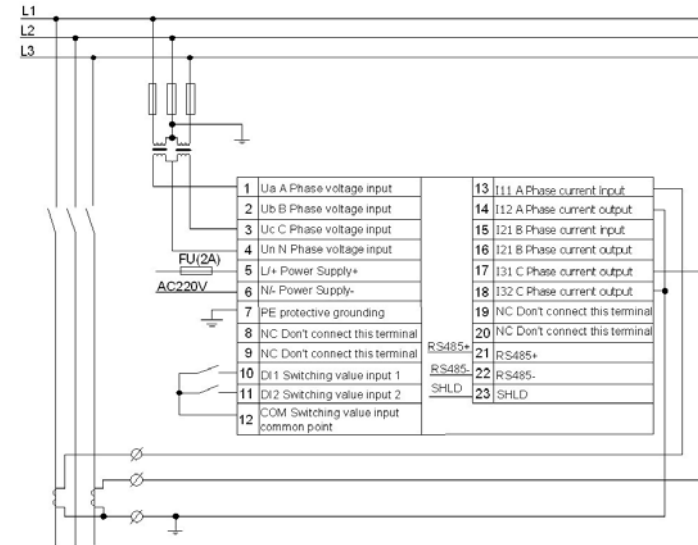 L1
L2
L3
1 Ua A Phase voltage input
2 Ub B Phase voltage input
3 Uc C Phase voltage input
4 Un N Phase voltage input
FU(2A)
5 L/+ Power Supply+
AC220V
6 N/- Power Supply-
7 PE protective grounding
8 NC Don't connect this terminal
9 NC Don't connect this terminal
10 DI1 Switching value input 1
11 DI2 Switching value input 2
12 COM Switching value input
common point
13 I11 A Phase current input
14 I12 A Phase current output
15 I21 B Phase current input
16 I21 B Phase current output
17 I31 C Phase current output
18 I32 C Phase current output
19 NC Don't connect this terminal
20 NC Don't connect this terminal
RS485+
21 RS485+
RS485-
22 RS485-
SHLD
23 SHLD